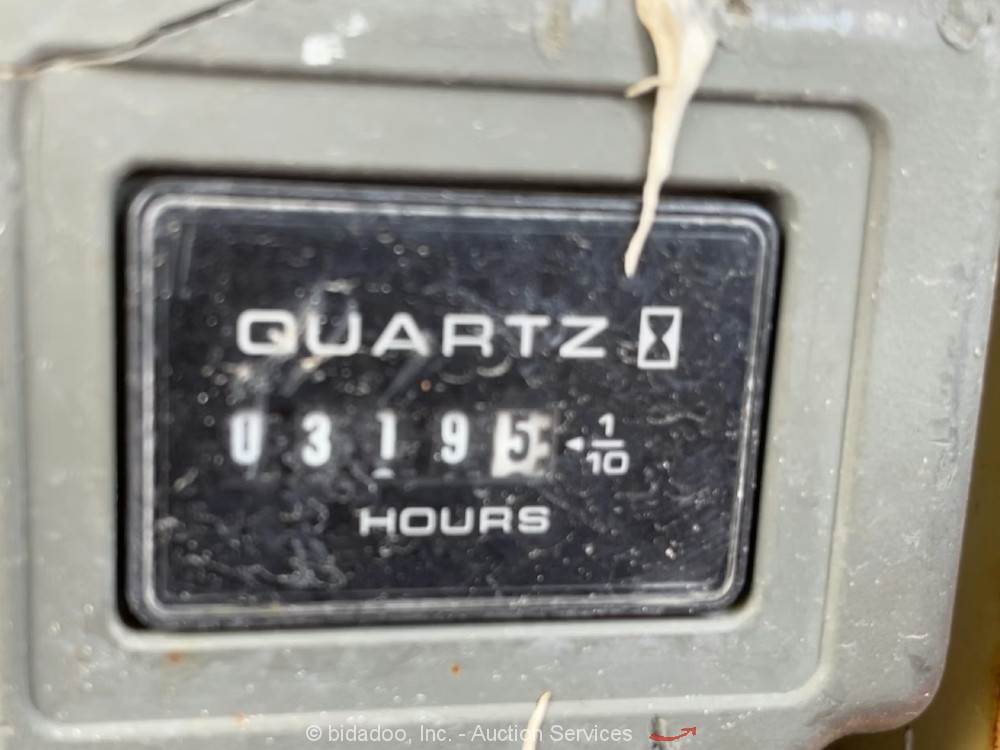 QUARTZ
03195 1/10
HOURS
© bidadoo, Inc. - Auction Services